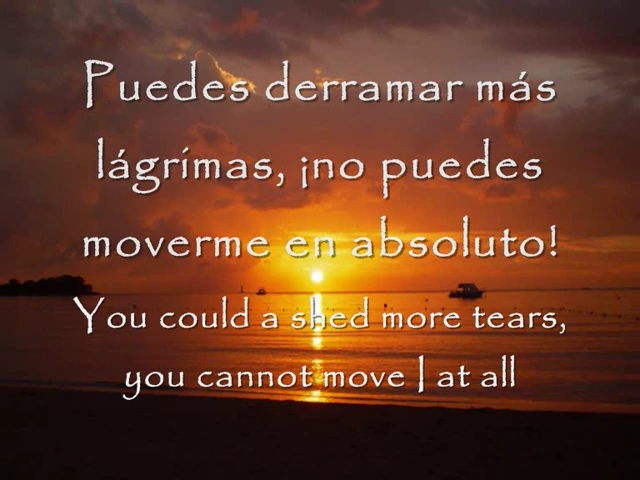 Puedes derramar más
lágrimas, ¡no puedes
moverme en absoluto!
You could a shed more tears,
you cannot move I at all